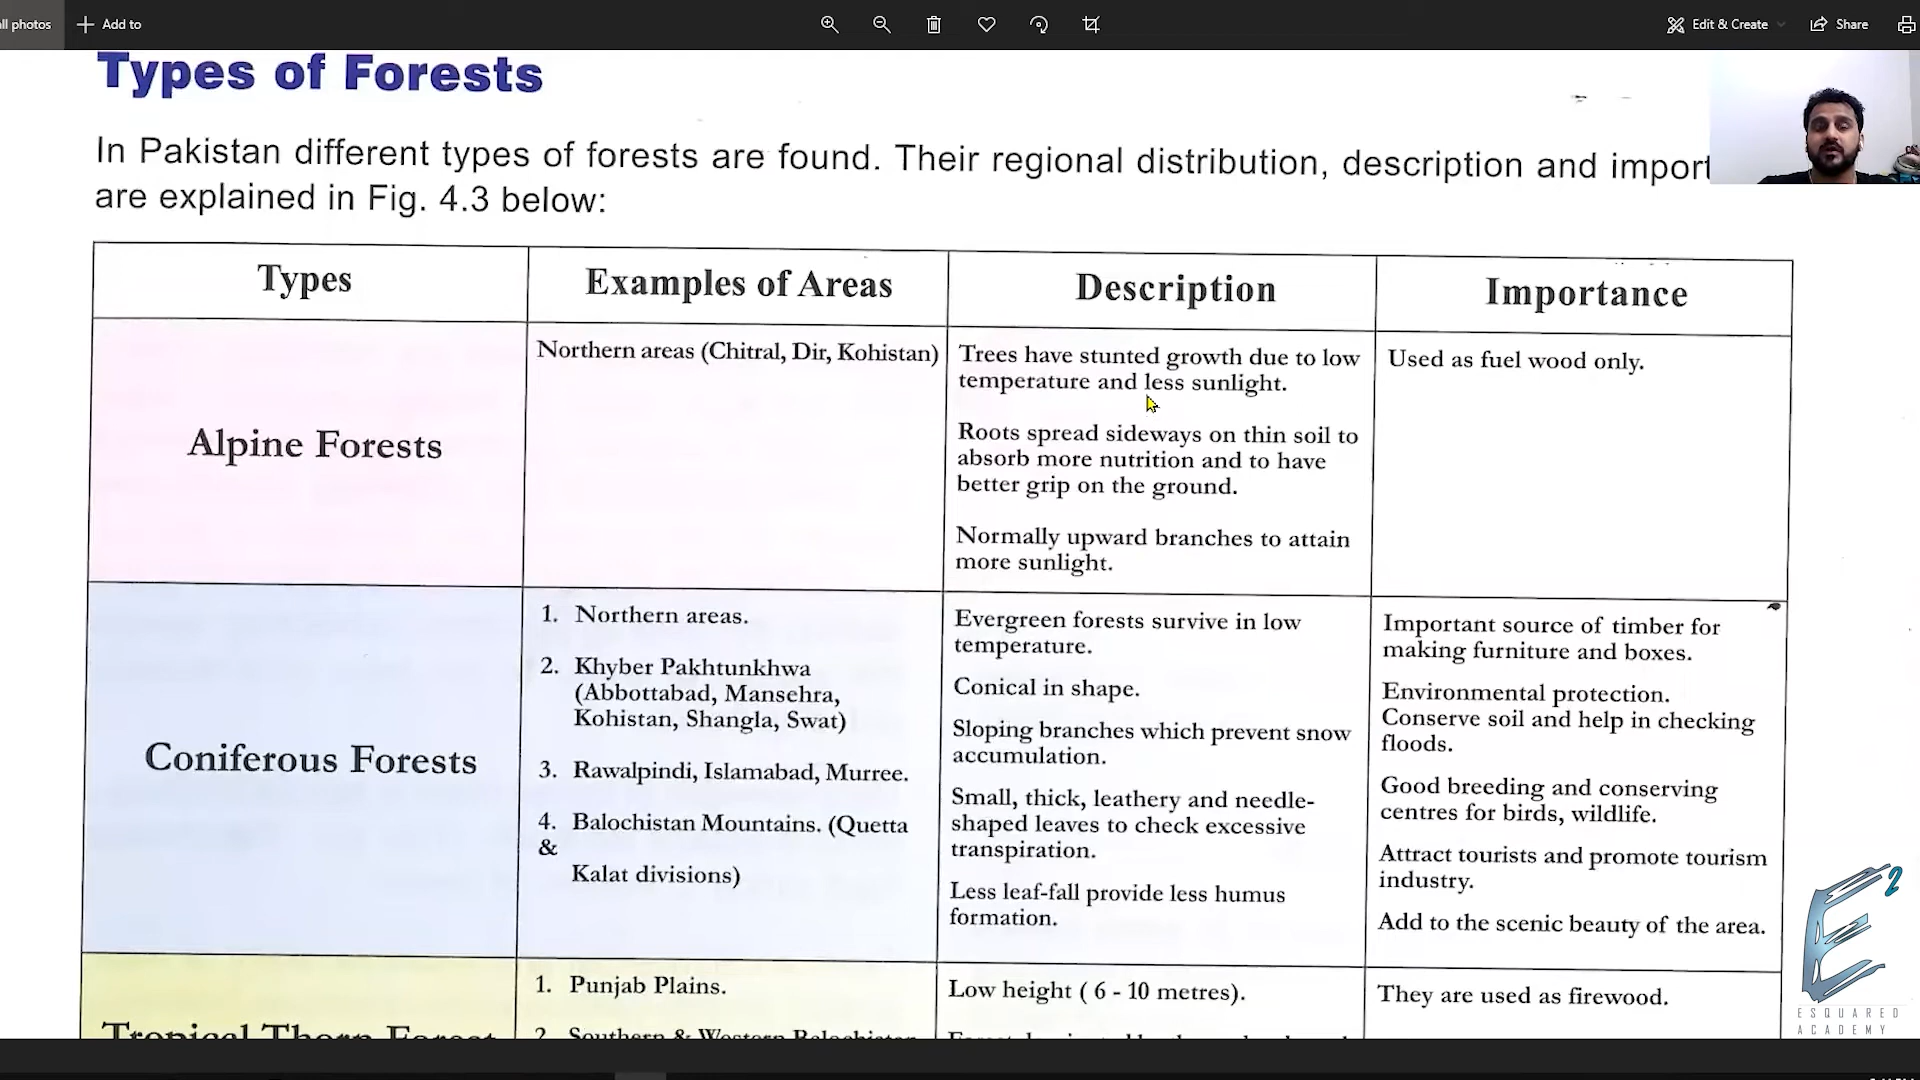 all photos
Add to
Edit & Create
Share
Types of Forests
In Pakistan different types of forests are found. Their regional distribution, description and import
are explained in Fig. 4.3 below:
Types
Examples of Areas
Description
Importance
Alpine Forests
Northern areas (Chitral, Dir, Kohistan)
Trees have stunted growth due to low
temperature and less sunlight.
Roots spread sideways on thin soil to
absorb more nutrition and to have
better grip on the ground.
Normally upward branches to attain
more sunlight.
Used as fuel wood only.
Coniferous Forests
1. Northern areas.
2. Khyber Pakhtunkhwa
(Abbottabad, Mansehra,
Kohistan, Shangla, Swat)
3. Rawalpindi, Islamabad, Murree.
4. Balochistan Mountains. (Quetta
&
Kalat divisions)
Evergreen forests survive in low
temperature.
Conical in shape.
Sloping branches which prevent snow
accumulation.
Small, thick, leathery and needle-
shaped leaves to check excessive
transpiration.
Less leaf-fall provide less humus
formation.
Important source of timber for
making furniture and boxes.
Environmental protection.
Conserve soil and help in checking
floods.
Good breeding and conserving
centres for birds, wildlife.
Attract tourists and promote tourism
industry.
Add to the scenic beauty of the area.
Tropical Thorn Forest
1. Punjab Plains.
2. Southern & Western Balochistan
Low height ( 6 - 10 metres).
They are used as firewood.
E2
ESQUARED
ACADEMY